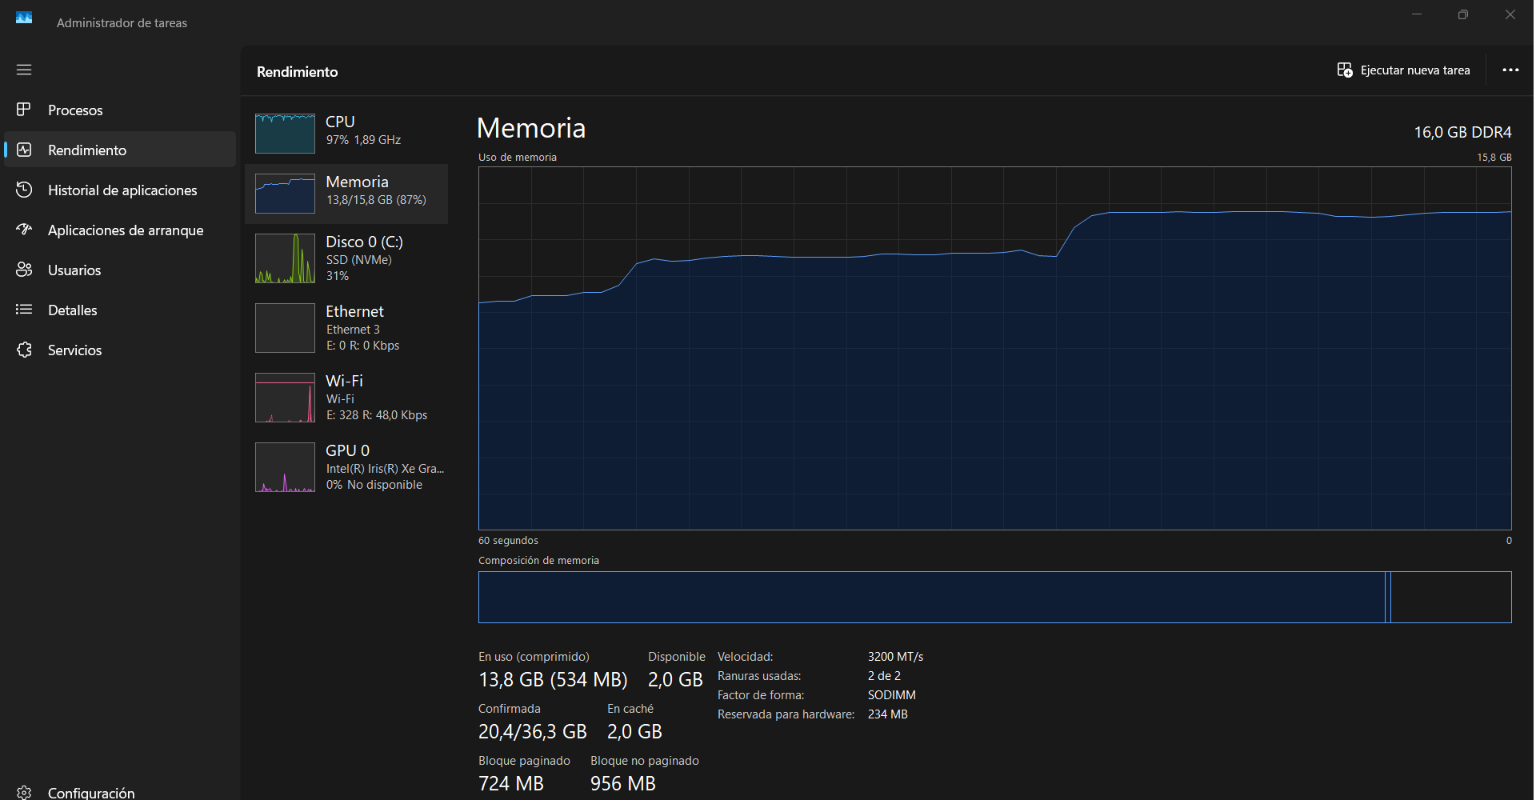 Administrador de tareas
Rendimiento
Ejecutar nueva tarea
Procesos
Rendimiento
Historial de aplicaciones
Aplicaciones de arranque
Usuarios
Detalles
Servicios
Configuración
CPU
97% 1,89 GHz
Memoria
13,8/15,8 GB (87%)
Disco 0 (C:)
SSD (NVMe)
31%
Ethernet
Ethernet 3
E: 0 R: 0 Kbps
Wi-Fi
Wi-Fi
E: 328 R: 48,0 Kbps
GPU 0
Intel(R) Iris(R) Xe Gra...
0% No disponible
Memoria
16,0 GB DDR4
Uso de memoria
15,8 GB
60 segundos
0
Composición de memoria
En uso (comprimido)
13,8 GB (534 MB)
Disponible
2,0 GB
Confirmada
20,4/36,3 GB
En caché
2,0 GB
Bloque paginado
724 MB
Bloque no paginado
956 MB
Velocidad: 3200 MT/s
Ranuras usadas: 2 de 2
Factor de forma: SODIMM
Reservada para hardware: 234 MB